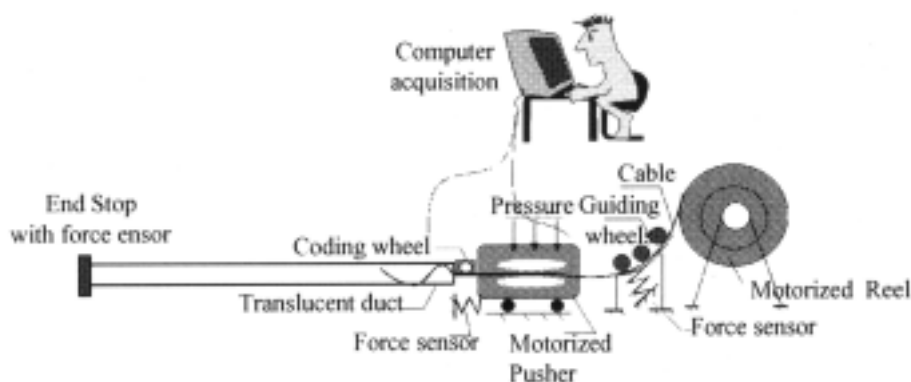 Computer
acquisition
Cable
End Stop
with force ensor
Pressure Guiding
wheels
Coding wheel
Translucent duct
Motorized Reel
Force sensor
Force sensor
Motorized
Pusher